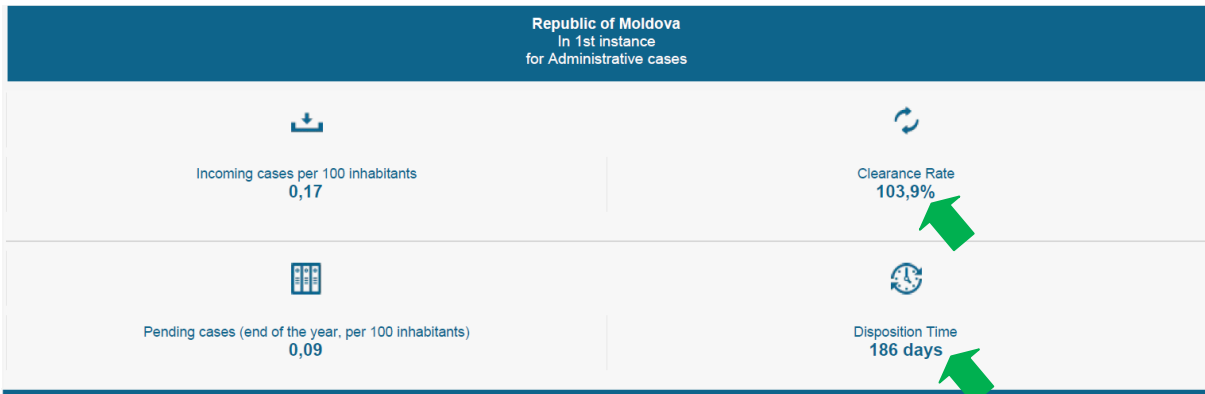 Republic of Moldova
In 1st instance
for Administrative cases
Incoming cases per 100 inhabitants
0,17
Clearance Rate
103,9%
Pending cases (end of the year, per 100 inhabitants)
0,09
Disposition Time
186 days